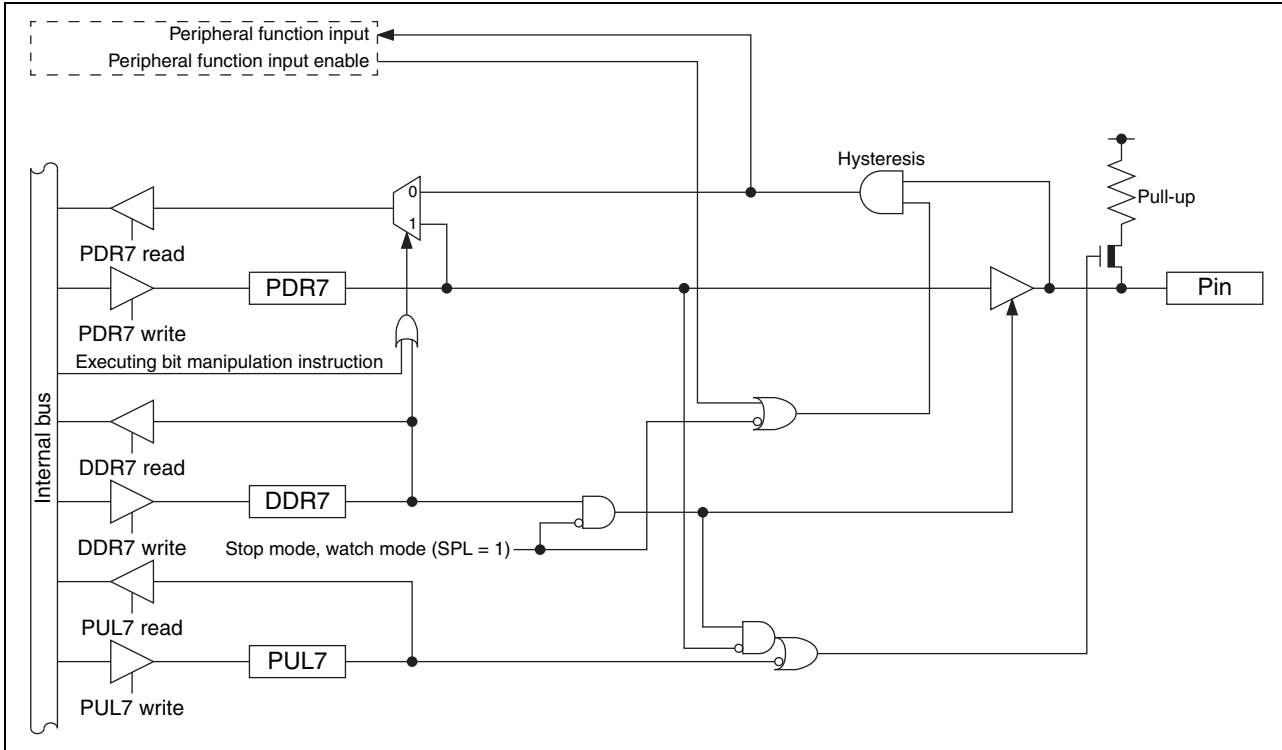 Peripheral function input
Peripheral function input enable
Hysteresis
0
Pull-up
1
PDR7 read
PDR7
Pin
PDR7 write
Executing bit manipulation instruction
Internal bus
DDR7 read
DDR7
DDR7 write
Stop mode, watch mode (SPL = 1)
PUL7 read
PUL7
PUL7 write